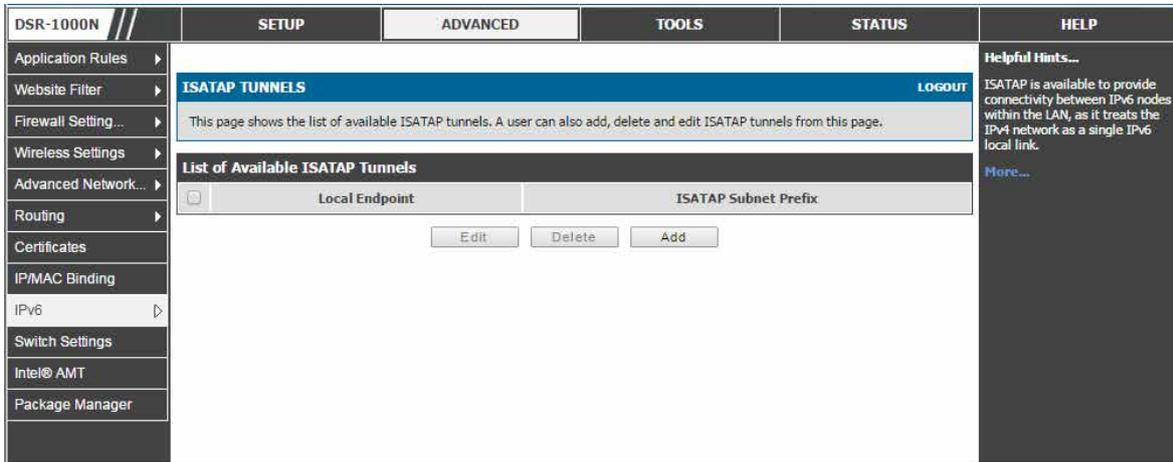 DSR-1000N
SETUP
ADVANCED
TOOLS
STATUS
HELP
Application Rules
Website Filter
Firewall Setting...
Wireless Settings
Advanced Network...
Routing
Certificates
IP/MAC Binding
IPv6
Switch Settings
Intel® AMT
Package Manager
ISATAP TUNNELS
LOGOUT
This page shows the list of available ISATAP tunnels. A user can also add, delete and edit ISATAP tunnels from this page.
List of Available ISATAP Tunnels
Local Endpoint
ISATAP Subnet Prefix
Edit
Delete
Add
Helpful Hints...
ISATAP is available to provide
connectivity between IPv6 nodes
within the LAN, as it treats the
IPv4 network as a single IPv6
local link.
More...